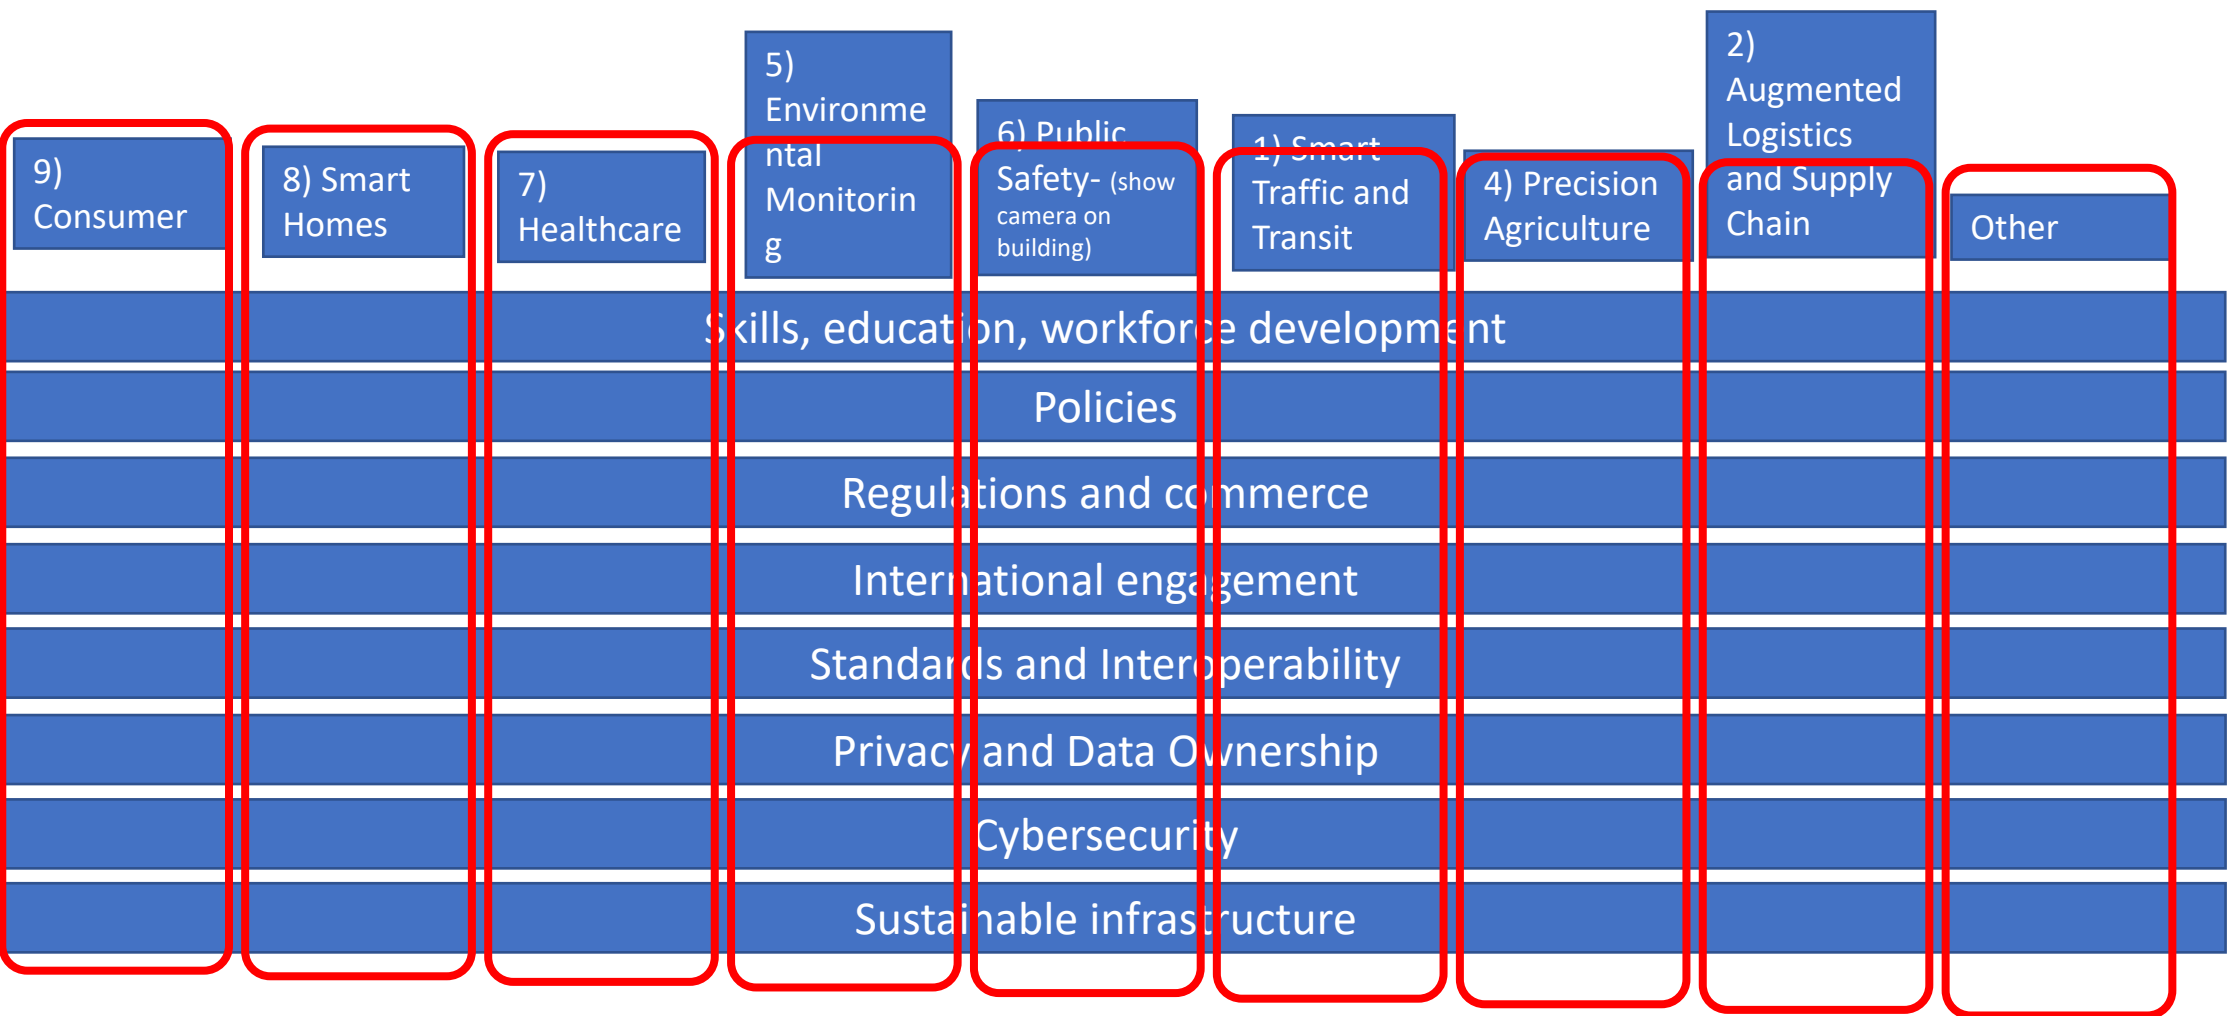 9)
Consumer
8) Smart
Homes
7)
Healthcare
5)
Environme
ntal
Monitorin
g
6) Public
Safety- (show
camera on
building)
1) Smart
Traffic and
Transit
4) Precision
Agriculture
2)
Augmented
Logistics
and Supply
Chain
Other
Skills, education, workforce development
Policies
Regulations and commerce
International engagement
Standards and Interoperability
Privacy and Data Ownership
Cybersecurity
Sustainable infrastructure